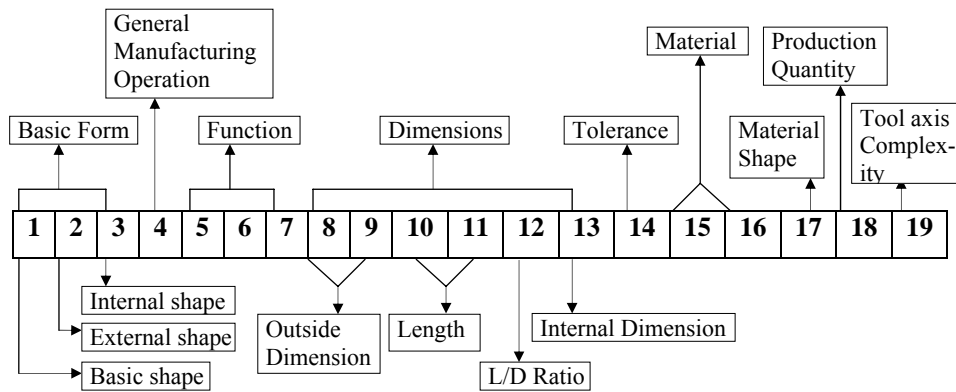 General
Manufacturing
Operation
Material
Production
Quantity
Basic Form
Function
Dimensions
Tolerance
Material
Shape
Tool axis
Complex-
ity
1 2 3 4 5 6 7 8 9 10 11 12 13 14 15 16 17 18 19
Internal shape
External shape
Basic shape
Outside
Dimension
Length
L/D Ratio
Internal Dimension